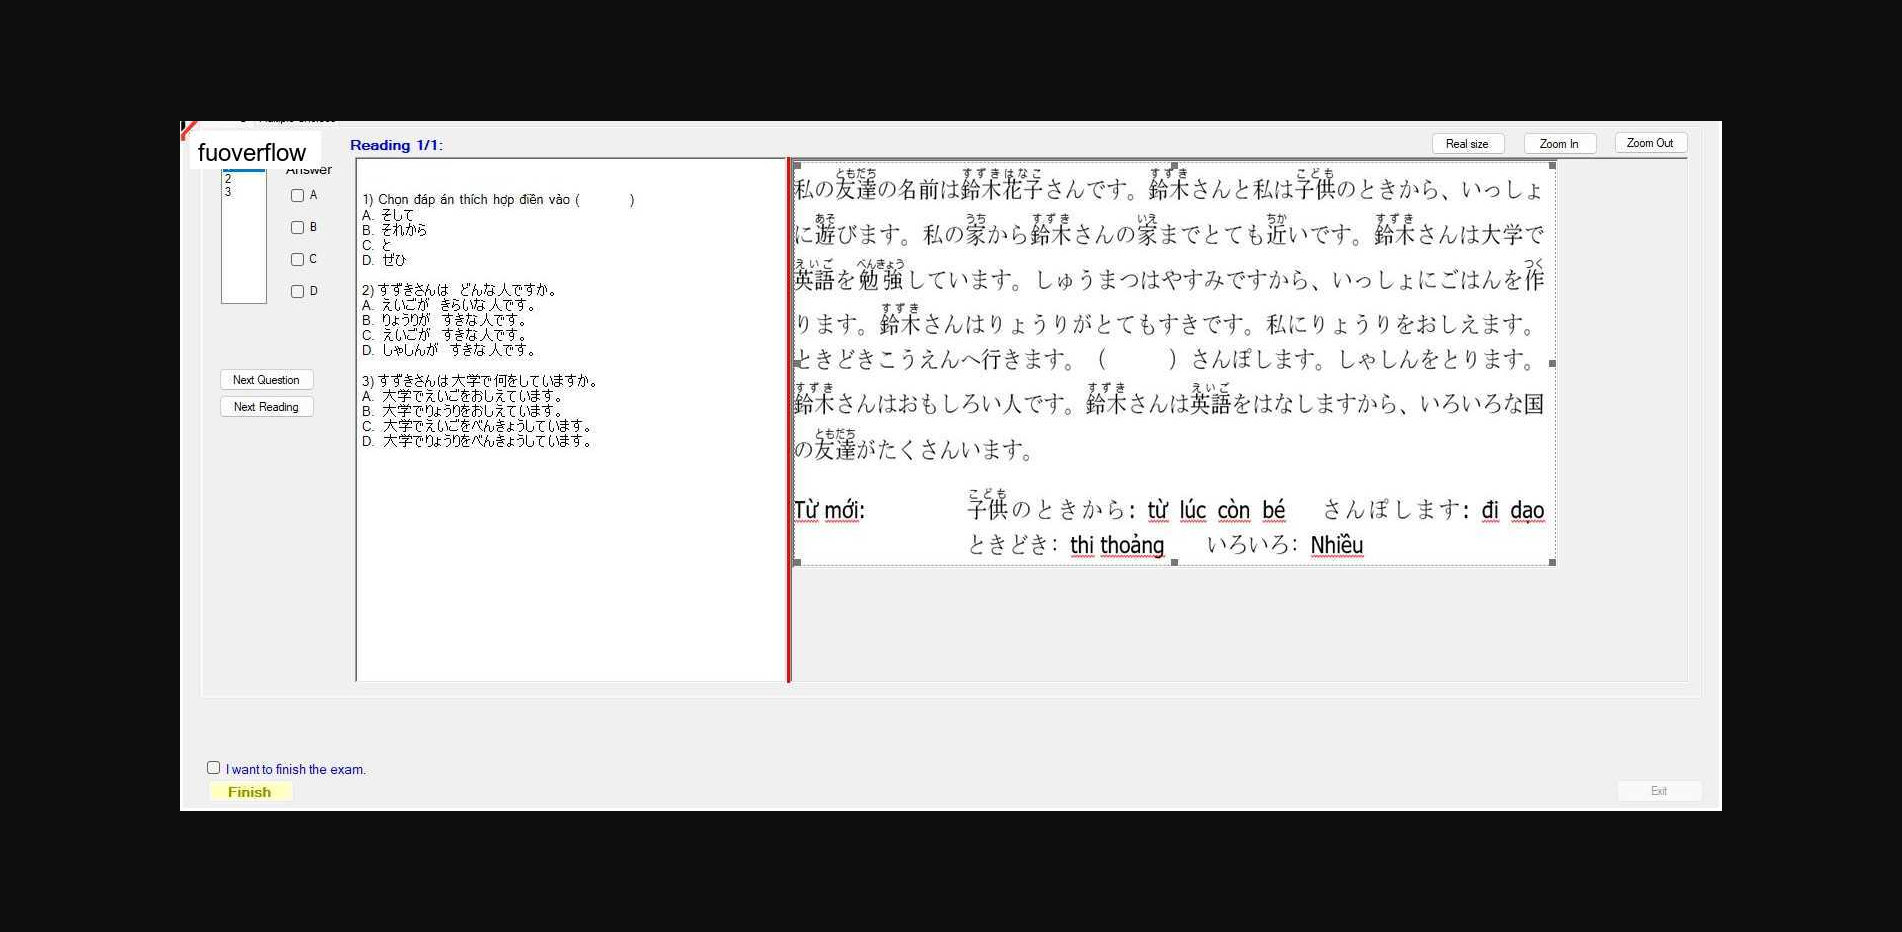 fuoverflow
Reading 1/1:
Real size
Zoom In
Zoom Out
Answer
2
3
A
B
C
D
Next Question
Next Reading
1) Chọn đáp án thích hợp điền vào ( )
A. そして
B. それから
C. と
D. ぜひ
2) すずきさんは どんな人ですか。
A. えいごが きらいな人です。
B. りょうりが すきな人です。
C. えいごが すきな人です。
D. しゃしんが すきな人です。
3) すずきさんは大学で何をしていますか。
A. 大学でえいごをおしえています。
B. 大学でりょうりをおしえています。
C. 大学でえいごをべんきょうしています。
D. 大学でりょうりをべんきょうしています。
ともだち すずきはなこ すずき こども
私の友達の名前は鈴木花子さんです。鈴木さんと私は子供のときから、いっしょ
あそ うち すずき いえ ちか すずき
に遊びます。私の家から鈴木さんの家までとても近いです。鈴木さんは大学で
えいご べんきょう つく
英語を勉強しています。しゅうまつはやすみですから、いっしょにごはんを作
すずき
ります。鈴木さんはりょうりがとてもすきです。私にりょうりをおしえます。
ときどきこうえんへ行きます。( )さんぽします。しゃしんをとります。
すずき すずき えいご
鈴木さんはおもしろい人です。鈴木さんは英語をはなしますから、いろいろな国
ともだち
の友達がたくさんいます。
こども
Từ mới: 子供のときから: từ lúc còn bé さんぽします: đi dạo
ときどき: thi thoảng いろいろ: Nhiều
I want to finish the exam.
Finish
Exit